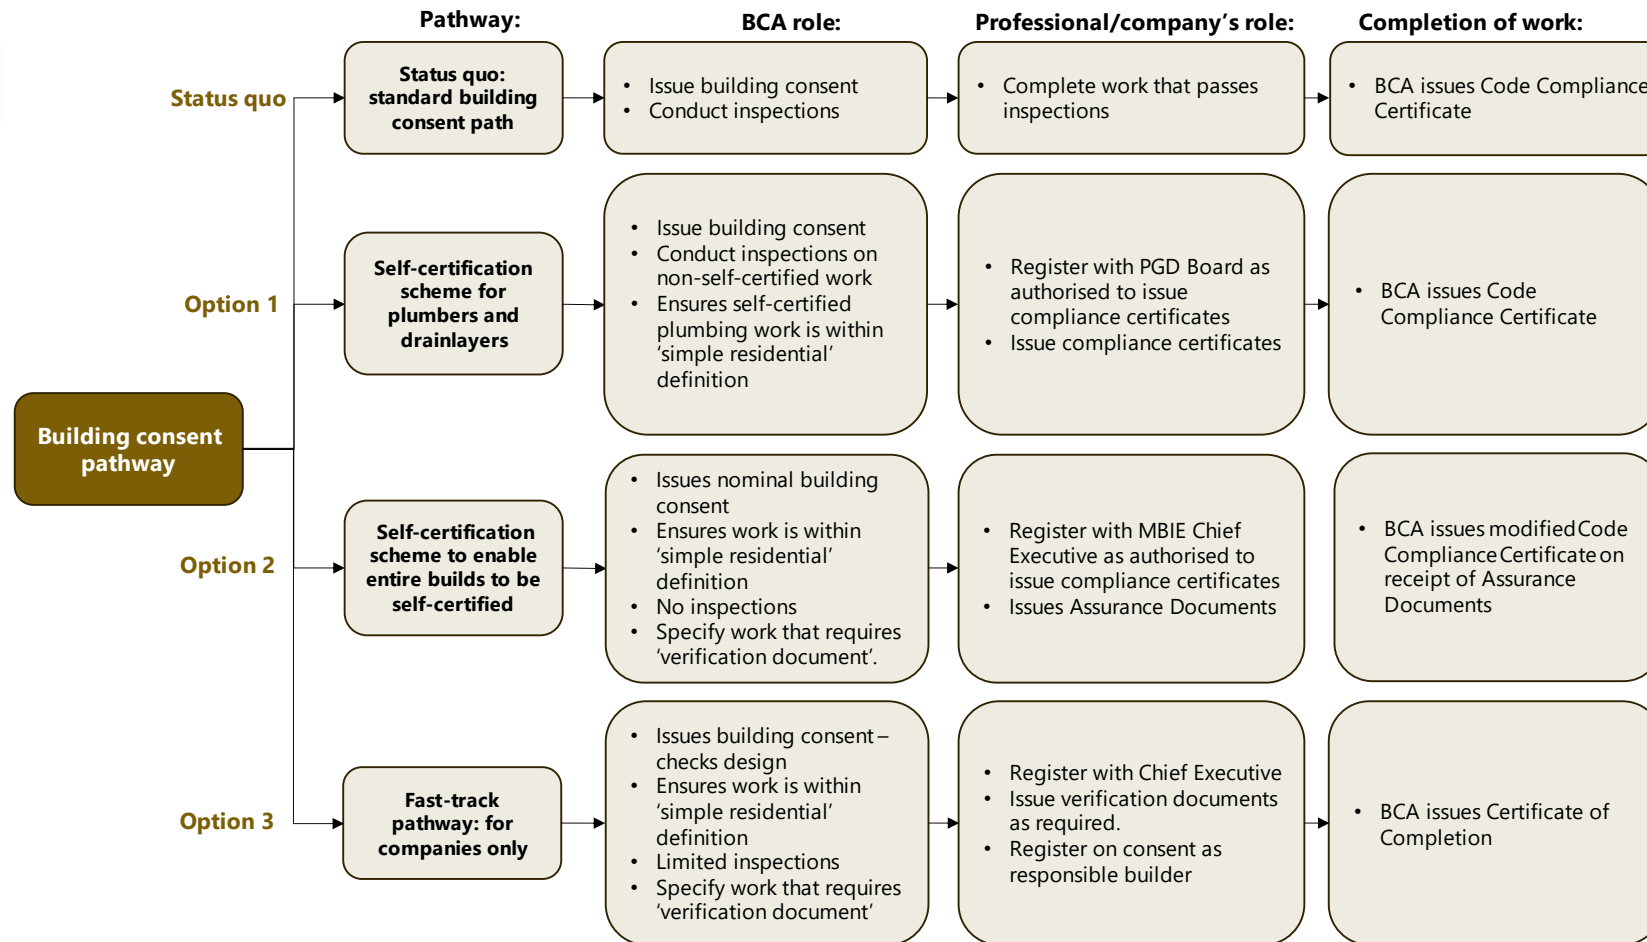 Pathway:
BCA role:
Professional/company's role:
Completion of work:
Status quo
Status quo:
standard building
consent path
• Issue building consent
• Conduct inspections
• Complete work that passes
inspections
• BCA issues Code Compliance
Certificate
Option 1
Self-certification
scheme for
plumbers and
drainlayers
• Issue building consent
• Conduct inspections on
non-self-certified work
• Ensures self-certified
plumbing work is within
‘simple residential’
definition
• Register with PGD Board as
authorised to issue
compliance certificates
• Issue compliance certificates
• BCA issues Code
Compliance Certificate
Building consent
pathway
Option 2
Self-certification
scheme to enable
entire builds to be
self-certified
• Issues nominal building
consent
• Ensures work is within
‘simple residential’
definition
• No inspections
• Specify work that requires
‘verification document’.
• Register with MBIE Chief
Executive as authorised to
issue compliance certificates
• Issues Assurance Documents
• BCA issues modified Code
Compliance Certificate on
receipt of Assurance
Documents
Option 3
Fast-track
pathway: for
companies only
• Issues building consent –
checks design
• Ensures work is within
‘simple residential’
definition
• Limited inspections
• Specify work that requires
‘verification document’
• Register with Chief Executive
• Issue verification documents
as required.
• Register on consent as
responsible builder
• BCA issues Certificate of
Completion